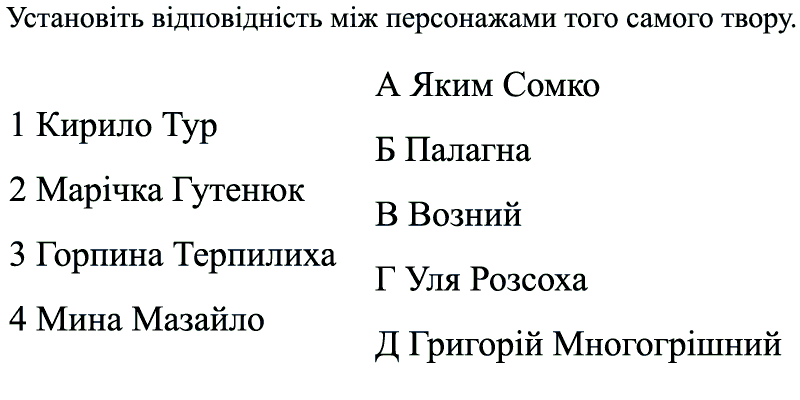 Установіть відповідність між персонажами того самого твору.
1 Кирило Тур
2 Марічка Гутенюк
3 Горпина Терпилиха
4 Мина Мазайло
А Яким Сомко
Б Палагна
В Возний
Г Уля Розсоха
Д Григорій Многогрішний